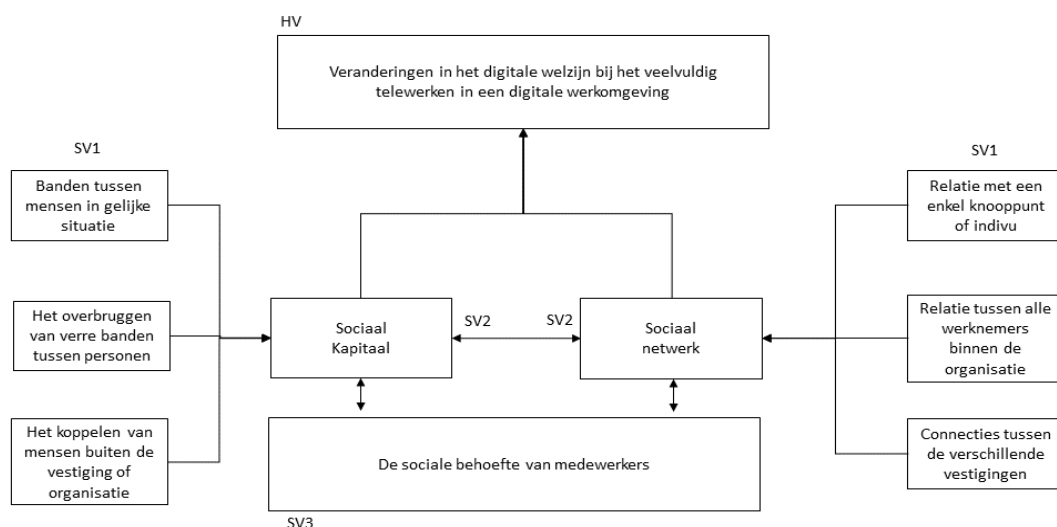 HV
Veranderingen in het digitale welzijn bij het veelvuldig
telewerken in een digitale werkomgeving
SV1
Banden tussen
mensen in gelijke
situatie
Het overbruggen
van verre banden
tussen personen
Het koppelen van
mensen buiten de
vestiging of
organisatie
Sociaal
Kapitaal
SV2
SV2
Sociaal
netwerk
De sociale behoefte van medewerkers
SV3
SV1
Relatie met een
enkel knooppunt
of indivu
Relatie tussen alle
werknemers
binnen de
organisatie
Connecties tussen
de verschillende
vestigingen